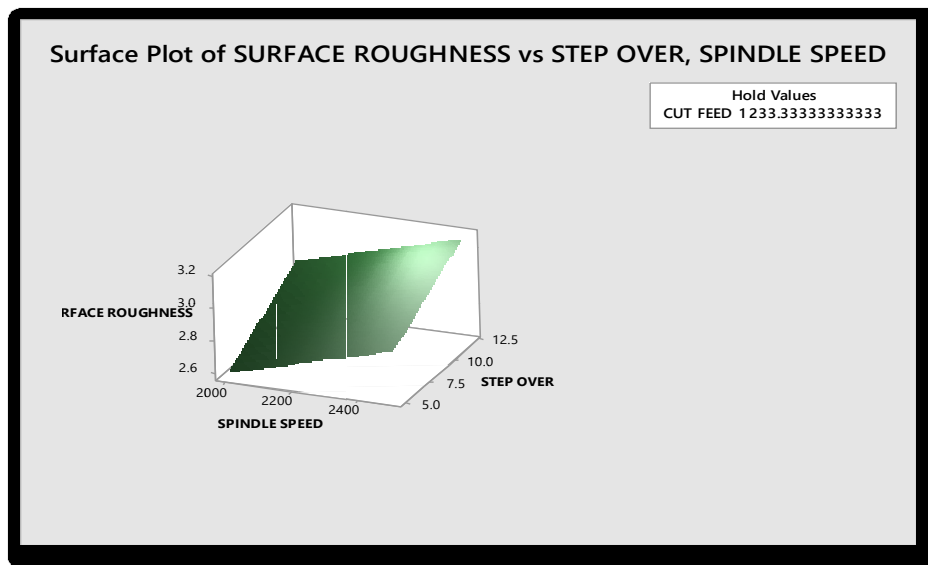 Surface Plot of SURFACE ROUGHNESS vs STEP OVER, SPINDLE SPEED
Hold Values
CUT FEED 1233.33333333333
3.2
3.0
RFACE ROUGHNESS
2.8
2.6
2000
2200
2400
SPINDLE SPEED
12.5
10.0
7.5
5.0
STEP OVER